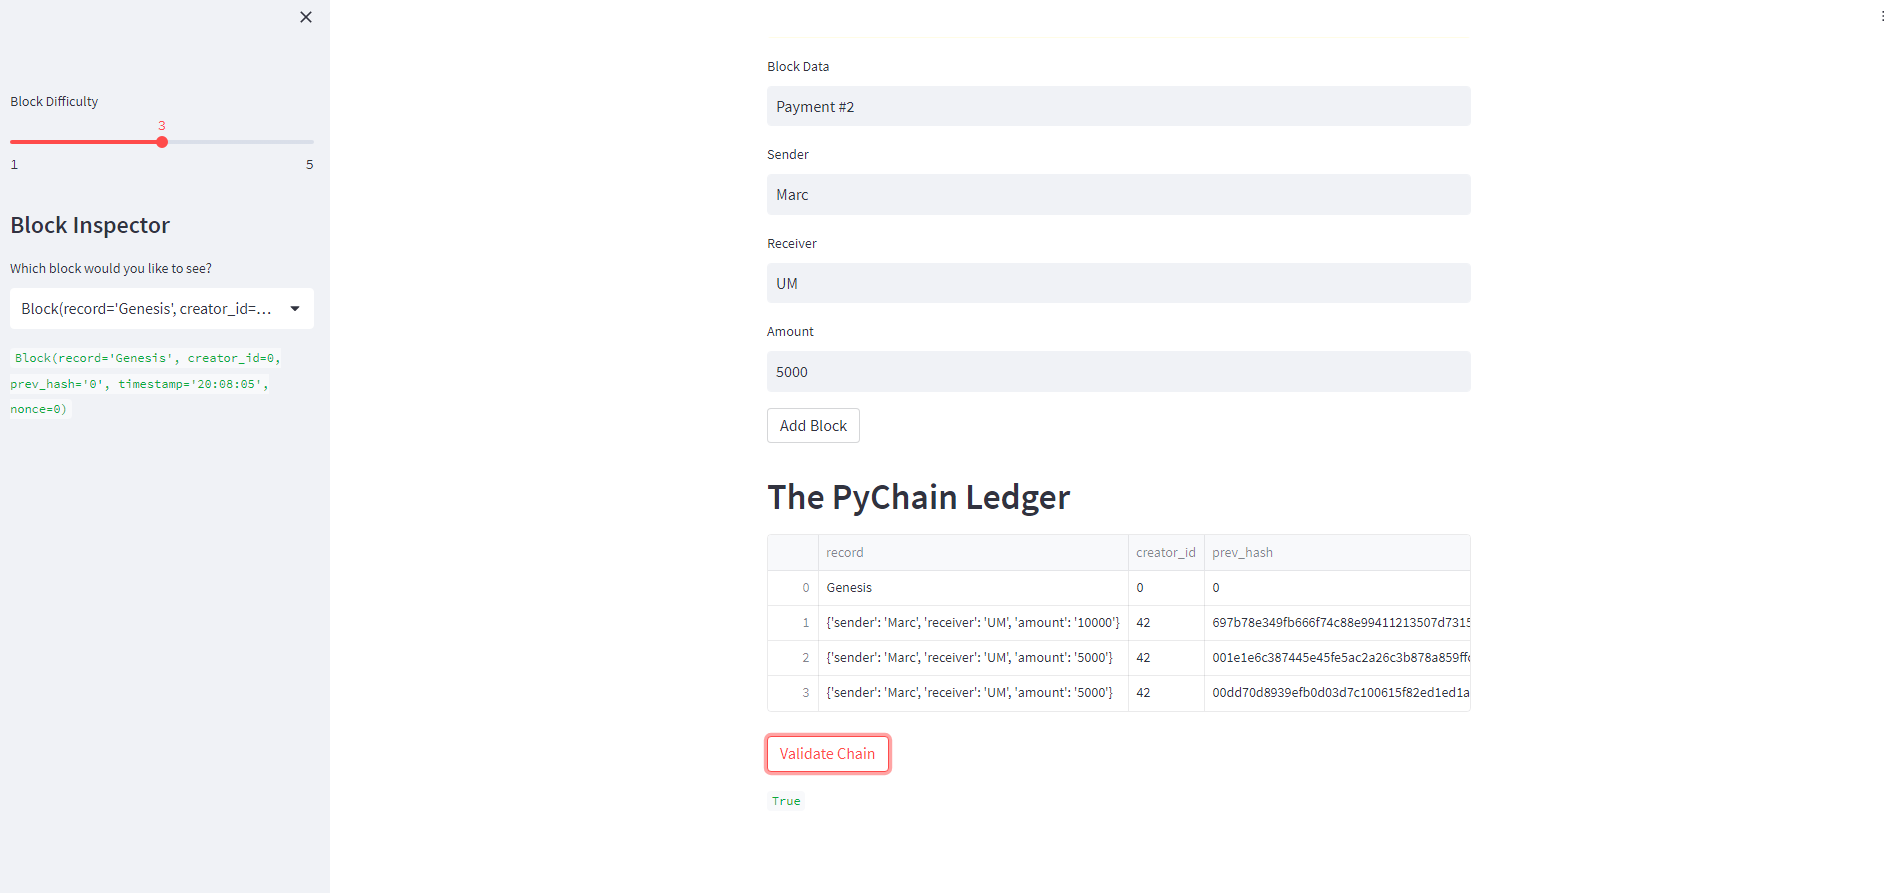 Block Difficulty
3
1 5
Block Inspector
Which block would you like to see?
Block(record='Genesis', creator_id=...
Block(record='Genesis', creator_id=0,
prev_hash='0', timestamp='20:08:05',
nonce=0)
Block Data
Payment #2
Sender
Marc
Receiver
UM
Amount
5000
Add Block
The PyChain Ledger
record creator_id prev_hash
0 Genesis 0 0
1 {'sender': 'Marc', 'receiver': 'UM', 'amount': '10000'} 42 697b78e349fb666f74c88e99411213507d7315
2 {'sender': 'Marc', 'receiver': 'UM', 'amount': '5000'} 42 001e1e6c387445e45fe5ac2a26c3b878a859ff
3 {'sender': 'Marc', 'receiver': 'UM', 'amount': '5000'} 42 00dd70d8939efb0d03d7c100615f82ed1ed1a
Validate Chain
True